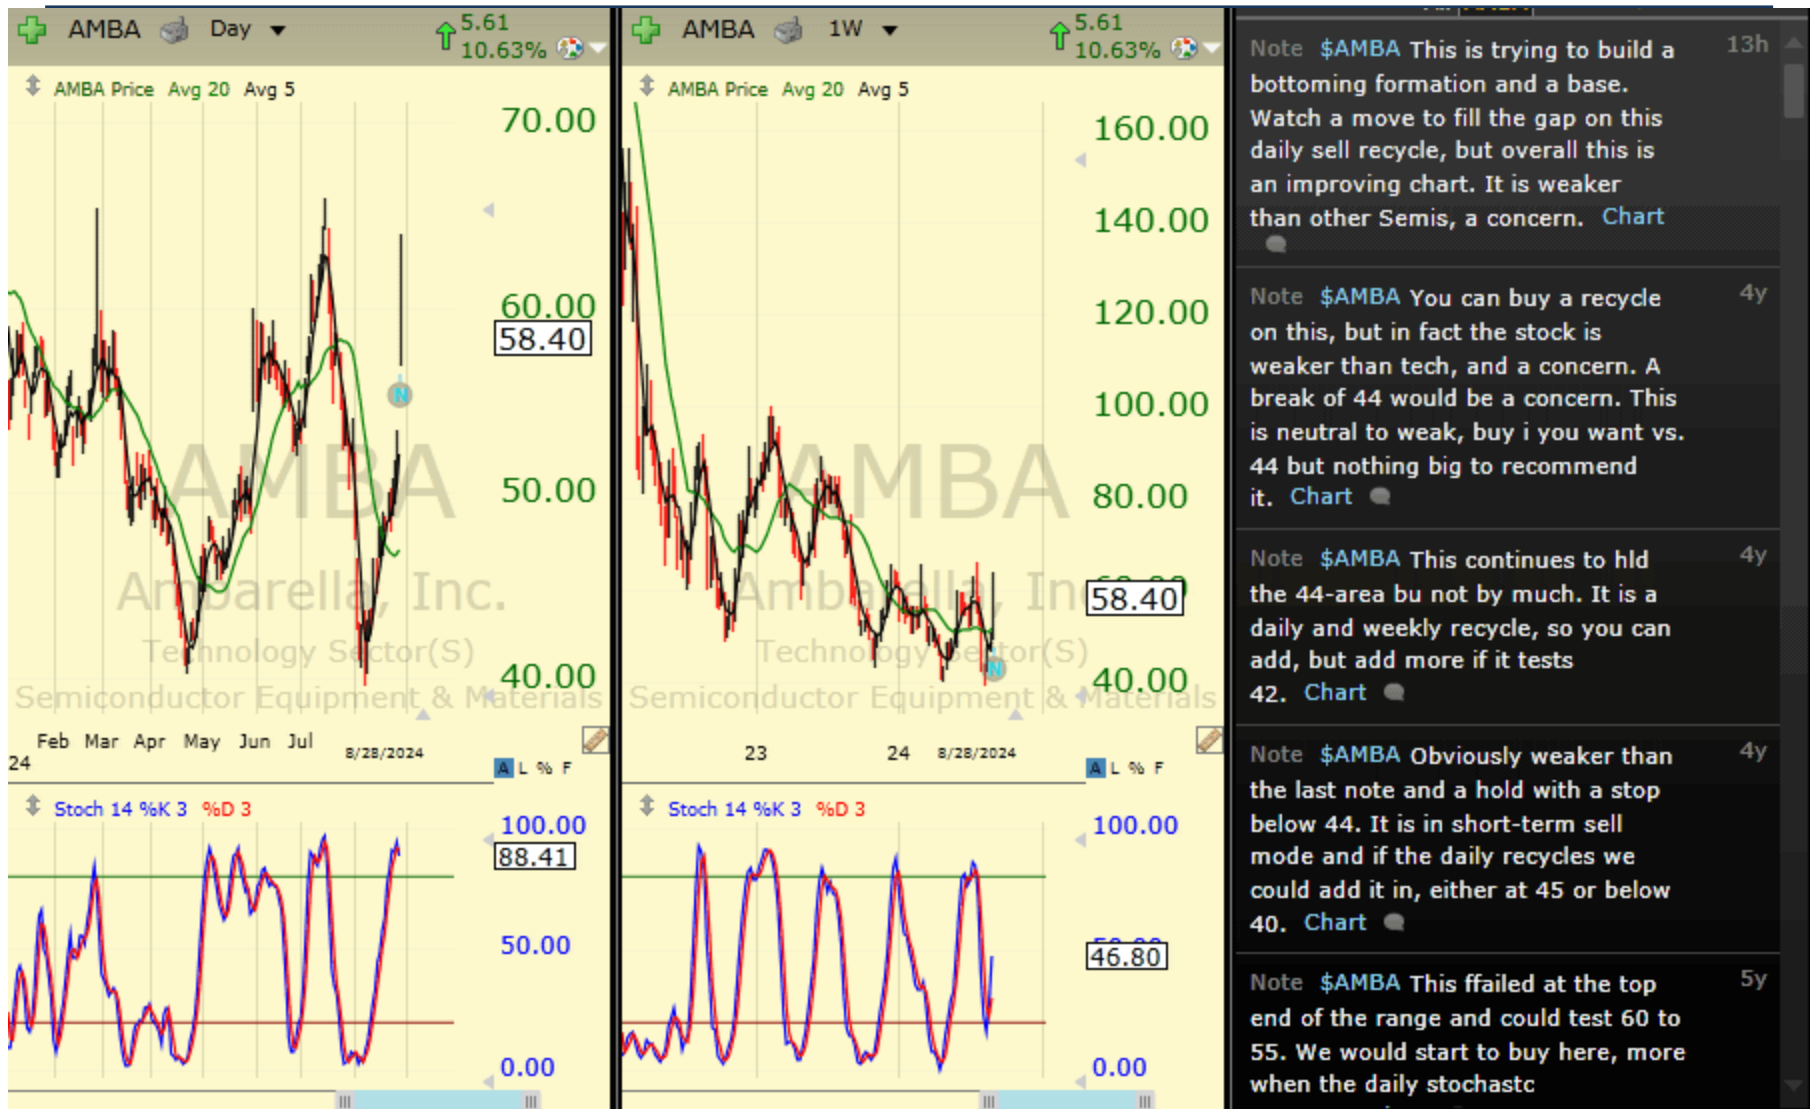 AMBA Day 5.61
10.63%
AMBA Price Avg 20 Avg 5
70.00
60.00
58.40
N
50.00
40.00
AMBA
Ambarella, Inc.
Technology Sector(S)
Semiconductor Equipment & Materials
Feb Mar Apr May Jun Jul 8/28/2024
24
A L % F
Stoch 14 %K 3 %D 3
100.00
88.41
50.00
0.00
AMBA 1W 5.61
10.63%
AMBA Price Avg 20 Avg 5
160.00
140.00
120.00
100.00
80.00
60.00
58.40
40.00
N
AMBA
Ambarella, Inc.
Technology Sector(S)
Semiconductor Equipment & Materials
23 24 8/28/2024
A L % F
Stoch 14 %K 3 %D 3
100.00
50.00
46.80
0.00
Note $AMBA This is trying to build a 13h
bottoming formation and a base.
Watch a move to fill the gap on this
daily sell recycle, but overall this is
an improving chart. It is weaker
than other Semis, a concern. Chart
Note $AMBA You can buy a recycle 4y
on this, but in fact the stock is
weaker than tech, and a concern. A
break of 44 would be a concern. This
is neutral to weak, buy i you want vs.
44 but nothing big to recommend
it. Chart
Note $AMBA This continues to hld 4y
the 44-area bu not by much. It is a
daily and weekly recycle, so you can
add, but add more if it tests
42. Chart
Note $AMBA Obviously weaker than 4y
the last note and a hold with a stop
below 44. It is in short-term sell
mode and if the daily recycles we
could add it in, either at 45 or below
40. Chart
Note $AMBA This ffailed at the top 5y
end of the range and could test 60 to
55. We would start to buy here, more
when the daily stochastc